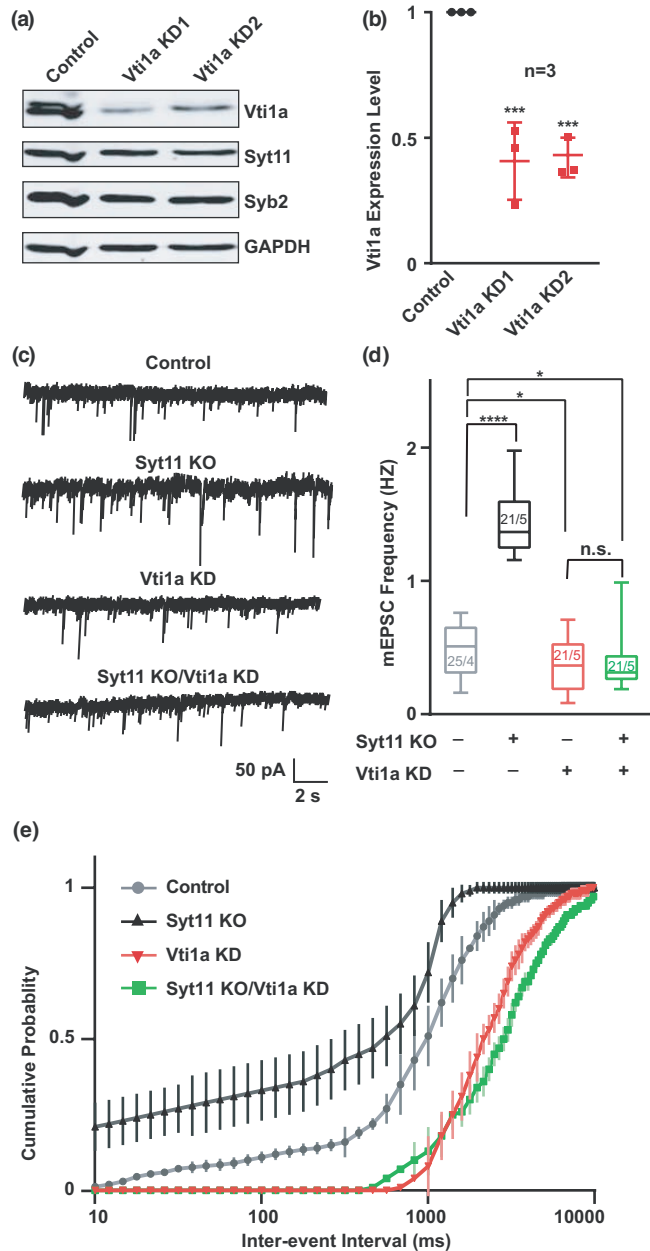 (a)
Control
Vti1a KD1
Vti1a KD2
Vti1a
Syt11
Syb2
GAPDH
(b)
Vti1a Expression Level
1
0.5
0
n=3
***
***
Control
Vti1a KD1
Vti1a KD2
(c)
Control
Syt11 KO
Vti1a KD
Syt11 KO/Vti1a KD
50 pA
2 s
(d)
mEPSC Frequency (HZ)
2
1
0
*
*
****
n.s.
25/4
21/5
21/5
21/5
Syt11 KO – + – +
Vti1a KD – – + +
(e)
Cumulative Probablity
1
0.5
0
Control
Syt11 KO
Vti1a KD
Syt11 KO/Vti1a KD
10 100 1000 10000
Inter-event Interval (ms)